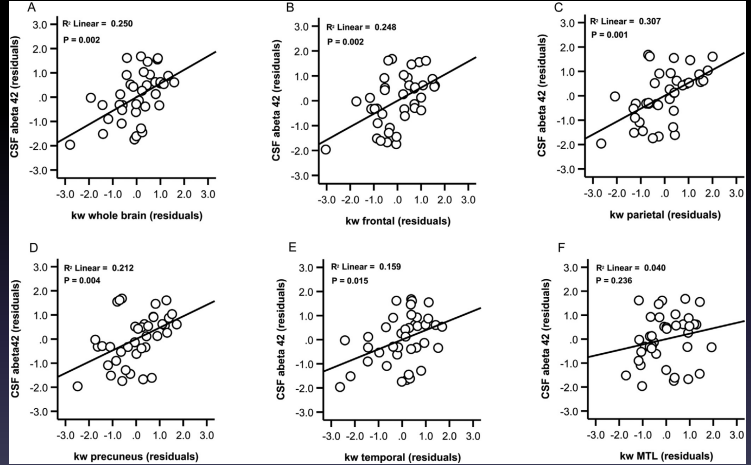 A
R² Linear = 0.250
P = 0.002
CSF abeta 42 (residuals)
3.0
2.0
1.0
.0
-1.0
-2.0
-3.0
-3.0 -2.0 -1.0 .0 1.0 2.0 3.0
kw whole brain (residuals)
B
R² Linear = 0.248
P = 0.002
CSF abeta 42 (residuals)
3.0
2.0
1.0
.0
-1.0
-2.0
-3.0
-3.0 -2.0 -1.0 .0 1.0 2.0 3.0
kw frontal (residuals)
C
R² Linear = 0.307
P = 0.001
CSF abeta 42 (residuals)
3.0
2.0
1.0
.0
-1.0
-2.0
-3.0
-3.0 -2.0 -1.0 .0 1.0 2.0 3.0
kw parietal (residuals)
D
R² Linear = 0.212
P = 0.004
CSF abeta42 (residuals)
3.0
2.0
1.0
.0
-1.0
-2.0
-3.0
-3.0 -2.0 -1.0 .0 1.0 2.0 3.0
kw precuneus (residuals)
E
R² Linear = 0.159
P = 0.015
CSF abeta 42 (residuals)
3.0
2.0
1.0
.0
-1.0
-2.0
-3.0
-3.0 -2.0 -1.0 .0 1.0 2.0 3.0
kw temporal (residuals)
F
R² Linear = 0.040
P = 0.236
CSF abeta 42 (residuals)
3.0
2.0
1.0
.0
-1.0
-2.0
-3.0
-3.0 -2.0 -1.0 .0 1.0 2.0 3.0
kw MTL (residuals)